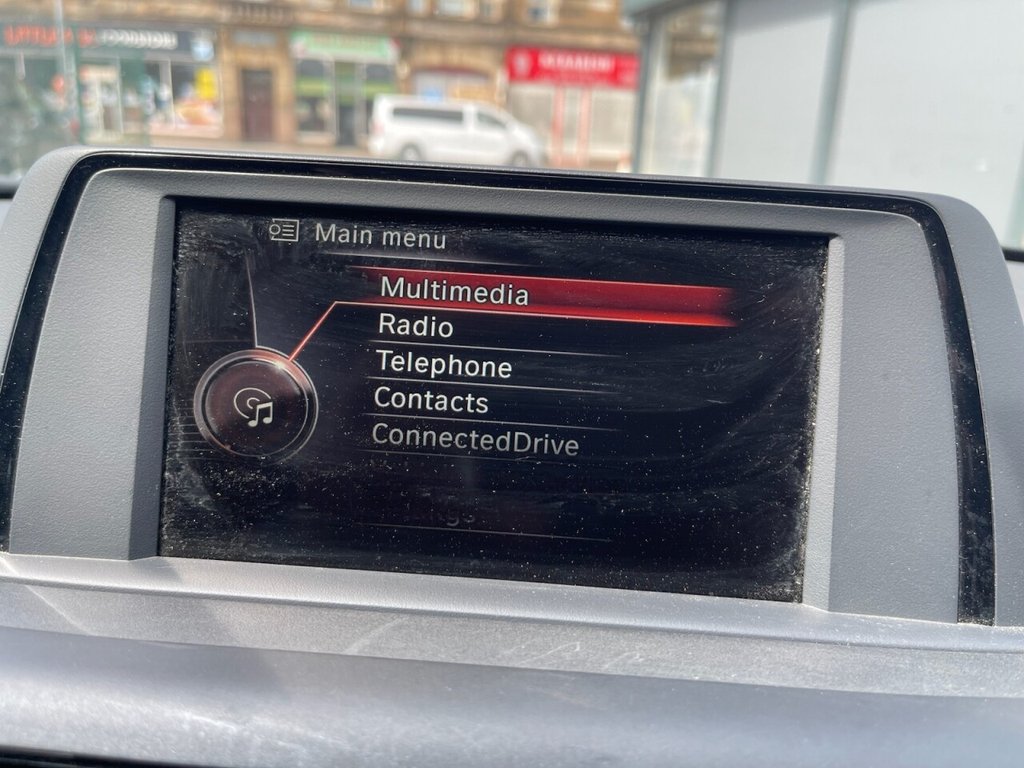 Main menu
Multimedia
Radio
Telephone
Contacts
ConnectedDrive